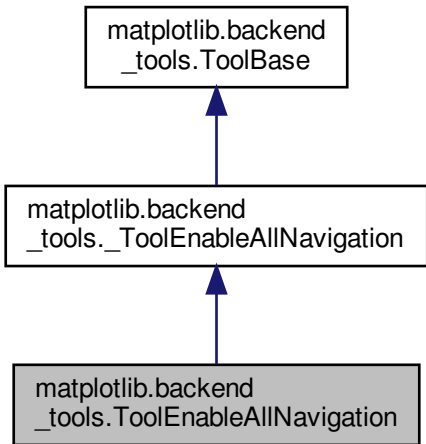 matplotlib.backend
_tools.ToolBase
matplotlib.backend
_tools._ToolEnableAllNavigation
matplotlib.backend
_tools.ToolEnableAllNavigation